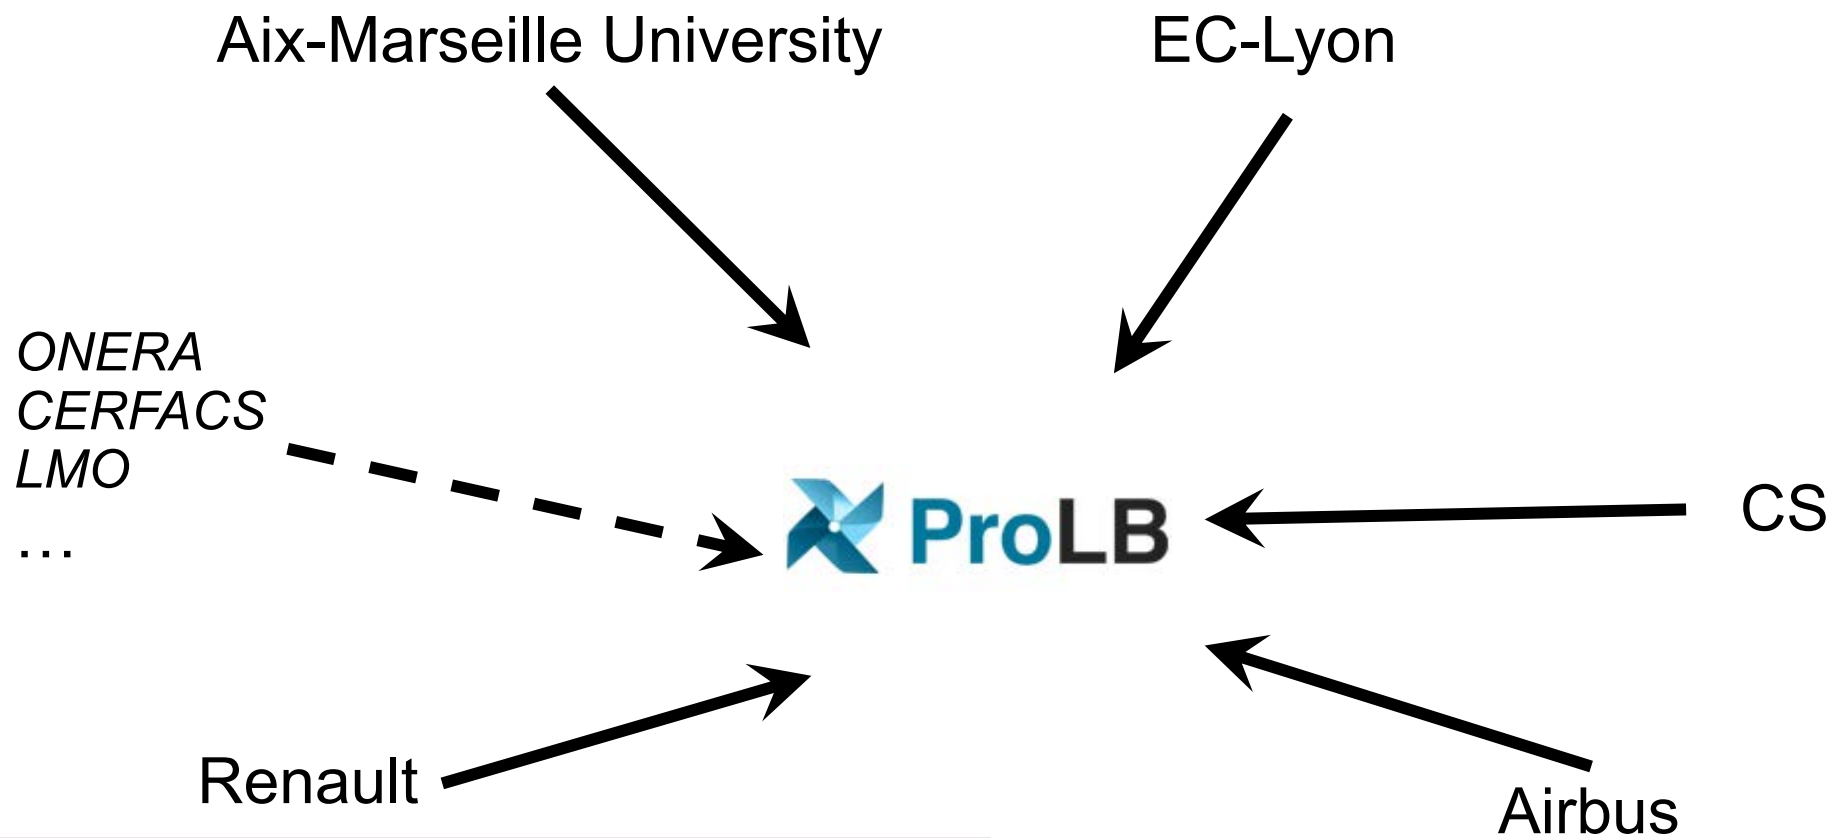 Aix-Marseille University
EC-Lyon
ONERA
CERFACS
LMO
…
ProLB
CS
Renault
Airbus